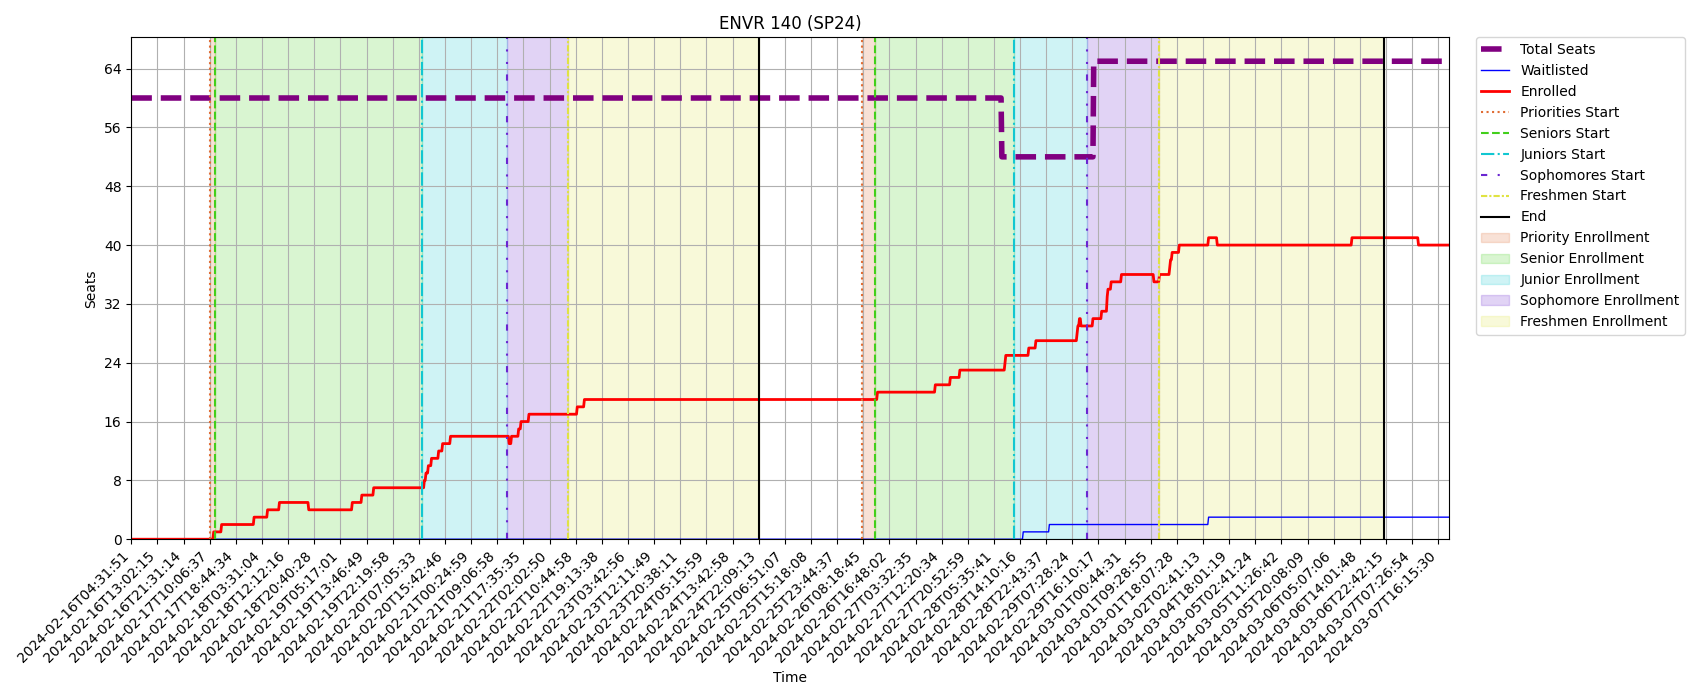 ENVR 140 (SP24)
Seats
64
56
48
40
32
24
16
8
0
2024-02-16T04:31:51
2024-02-16T13:02:15
2024-02-16T21:31:14
2024-02-17T10:06:37
2024-02-17T18:44:34
2024-02-18T03:31:04
2024-02-18T12:12:16
2024-02-18T20:40:28
2024-02-19T05:17:01
2024-02-19T13:46:49
2024-02-19T22:19:58
2024-02-20T07:05:33
2024-02-20T15:42:46
2024-02-21T00:24:59
2024-02-21T09:06:58
2024-02-21T17:35:35
2024-02-22T02:02:50
2024-02-22T10:44:58
2024-02-22T19:13:38
2024-02-23T03:42:56
2024-02-23T12:11:49
2024-02-23T20:38:11
2024-02-24T05:15:59
2024-02-24T13:42:58
2024-02-24T22:09:13
2024-02-25T06:51:07
2024-02-25T15:18:08
2024-02-25T23:44:37
2024-02-26T08:18:45
2024-02-26T16:48:02
2024-02-27T03:32:35
2024-02-27T12:20:34
2024-02-27T20:52:59
2024-02-28T05:35:41
2024-02-28T14:10:16
2024-02-28T22:43:37
2024-02-29T07:28:24
2024-02-29T16:10:17
2024-03-01T00:44:31
2024-03-01T09:28:55
2024-03-01T18:07:28
2024-03-02T02:41:13
2024-03-04T18:01:19
2024-03-05T02:41:24
2024-03-05T11:26:42
2024-03-05T20:08:09
2024-03-06T05:07:06
2024-03-06T14:01:48
2024-03-06T22:42:15
2024-03-07T07:26:54
2024-03-07T16:15:30
Time
Total Seats
Waitlisted
Enrolled
Priorities Start
Seniors Start
Juniors Start
Sophomores Start
Freshmen Start
End
Priority Enrollment
Senior Enrollment
Junior Enrollment
Sophomore Enrollment
Freshmen Enrollment